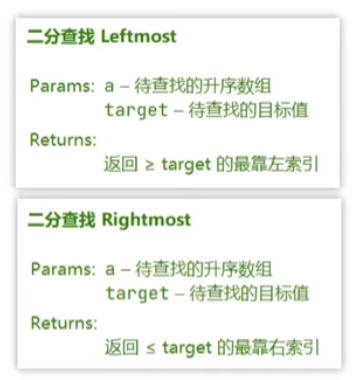 二分查找 Leftmost
Params: a – 待查找的升序数组
target – 待查找的目标值
Returns:
返回 ≥ target 的最靠左索引
二分查找 Rightmost
Params: a – 待查找的升序数组
target – 待查找的目标值
Returns:
返回 ≤ target 的最靠右索引